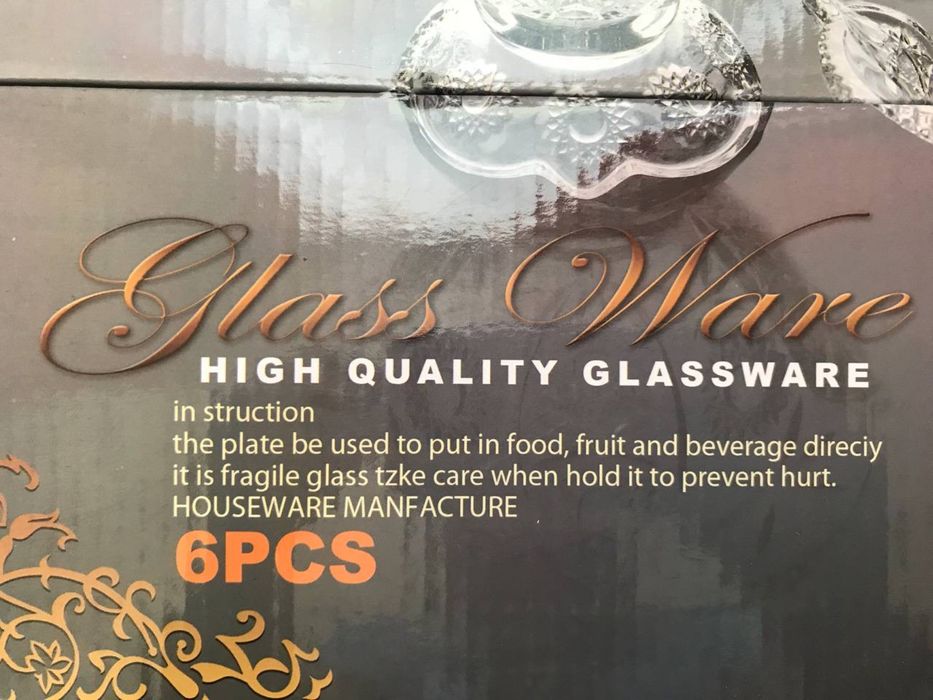 Glass Ware
HIGH QUALITY GLASSWARE
in struction
the plate be used to put in food, fruit and beverage direciy
it is fragile glass tzke care when hold it to prevent hurt.
HOUSEWARE MANFACTURE
6PCS